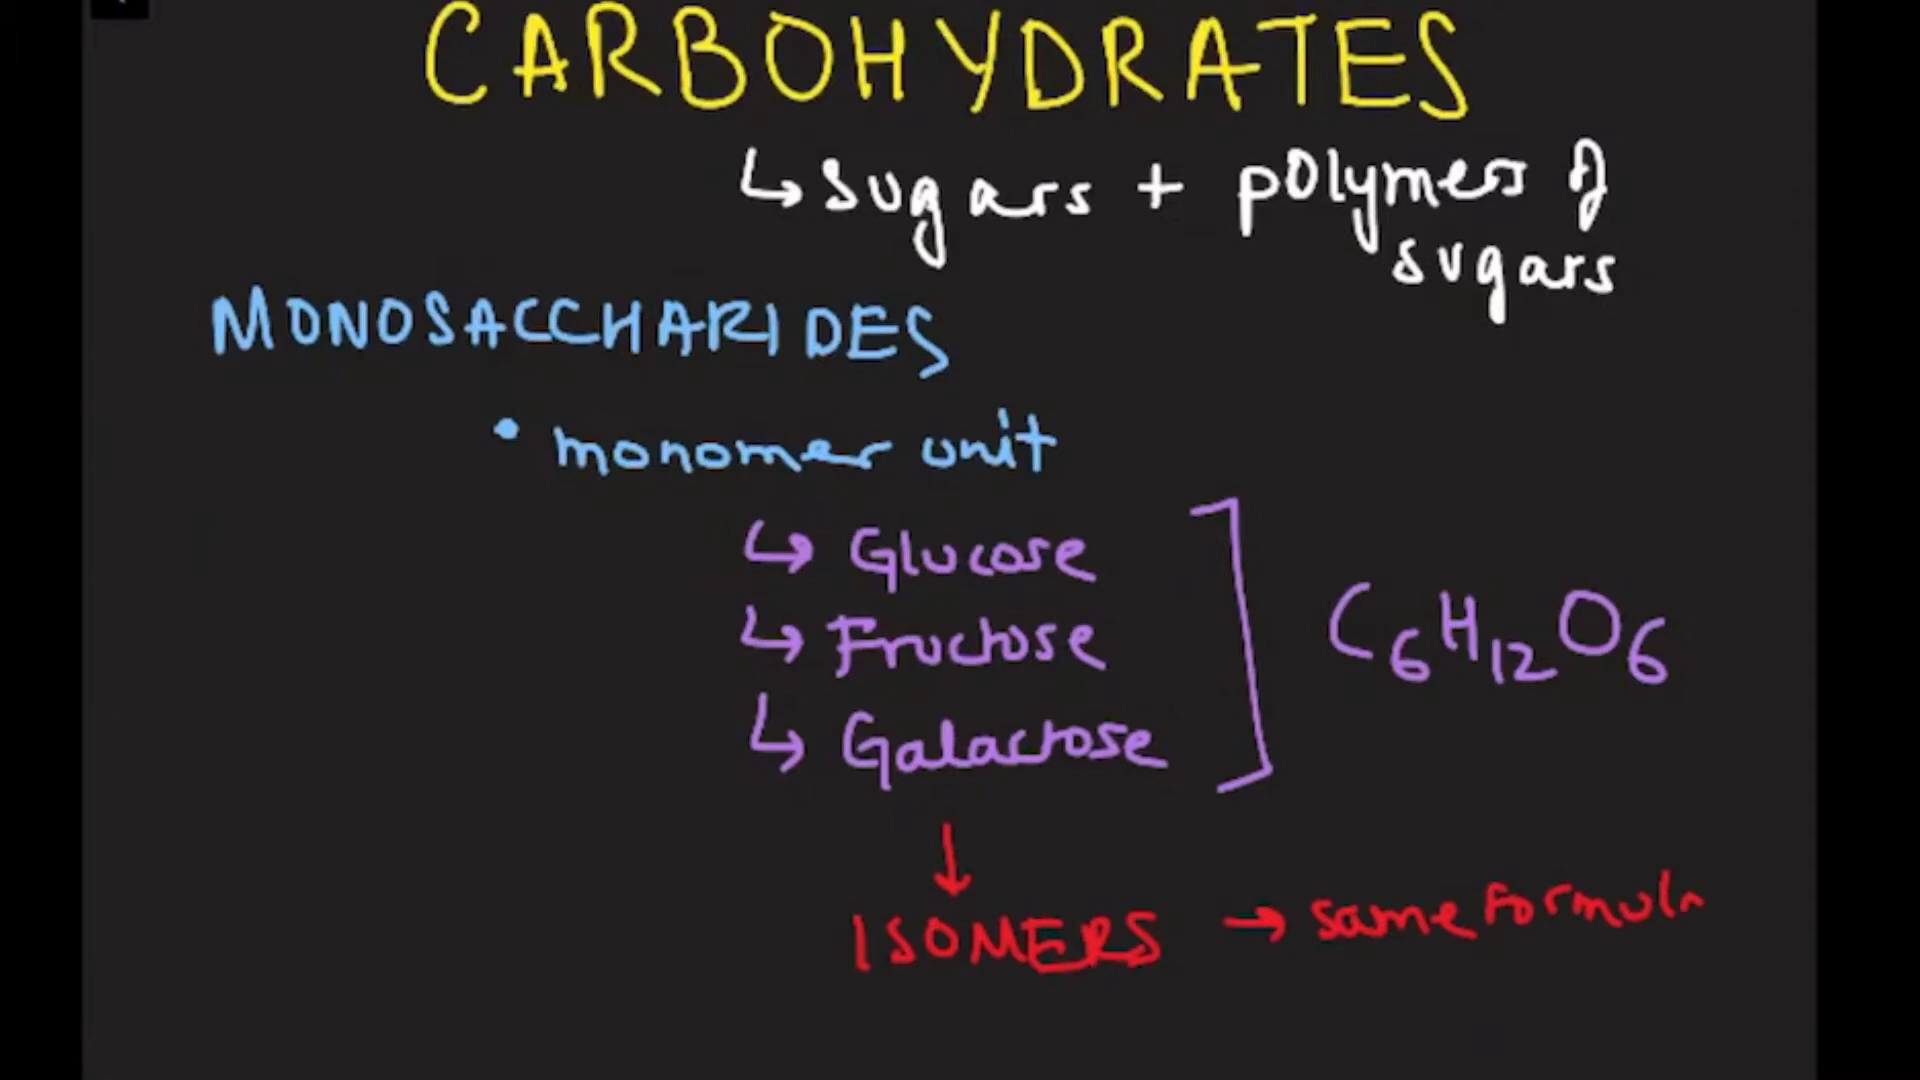 CARBOHYDRATES
↳ sugars + polymers of
sugars
MONOSACCHARIDES
• monomer unit
↳ Glucose
↳ Fructose
↳ Galactose
C₆H₁₂O₆
↓
ISOMERS → same formula